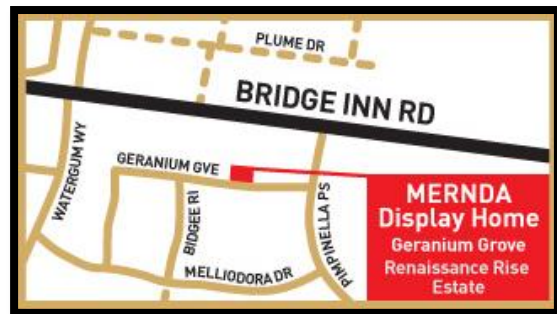 PLUME DR
BRIDGE INN RD
WATERGUM WY
GERANIUM GVE
BIDGEE RI
MELLIODORA DR
PIMPINELLA PS
MERNDA
Display Home
Geranium Grove
Renaissance Rise
Estate